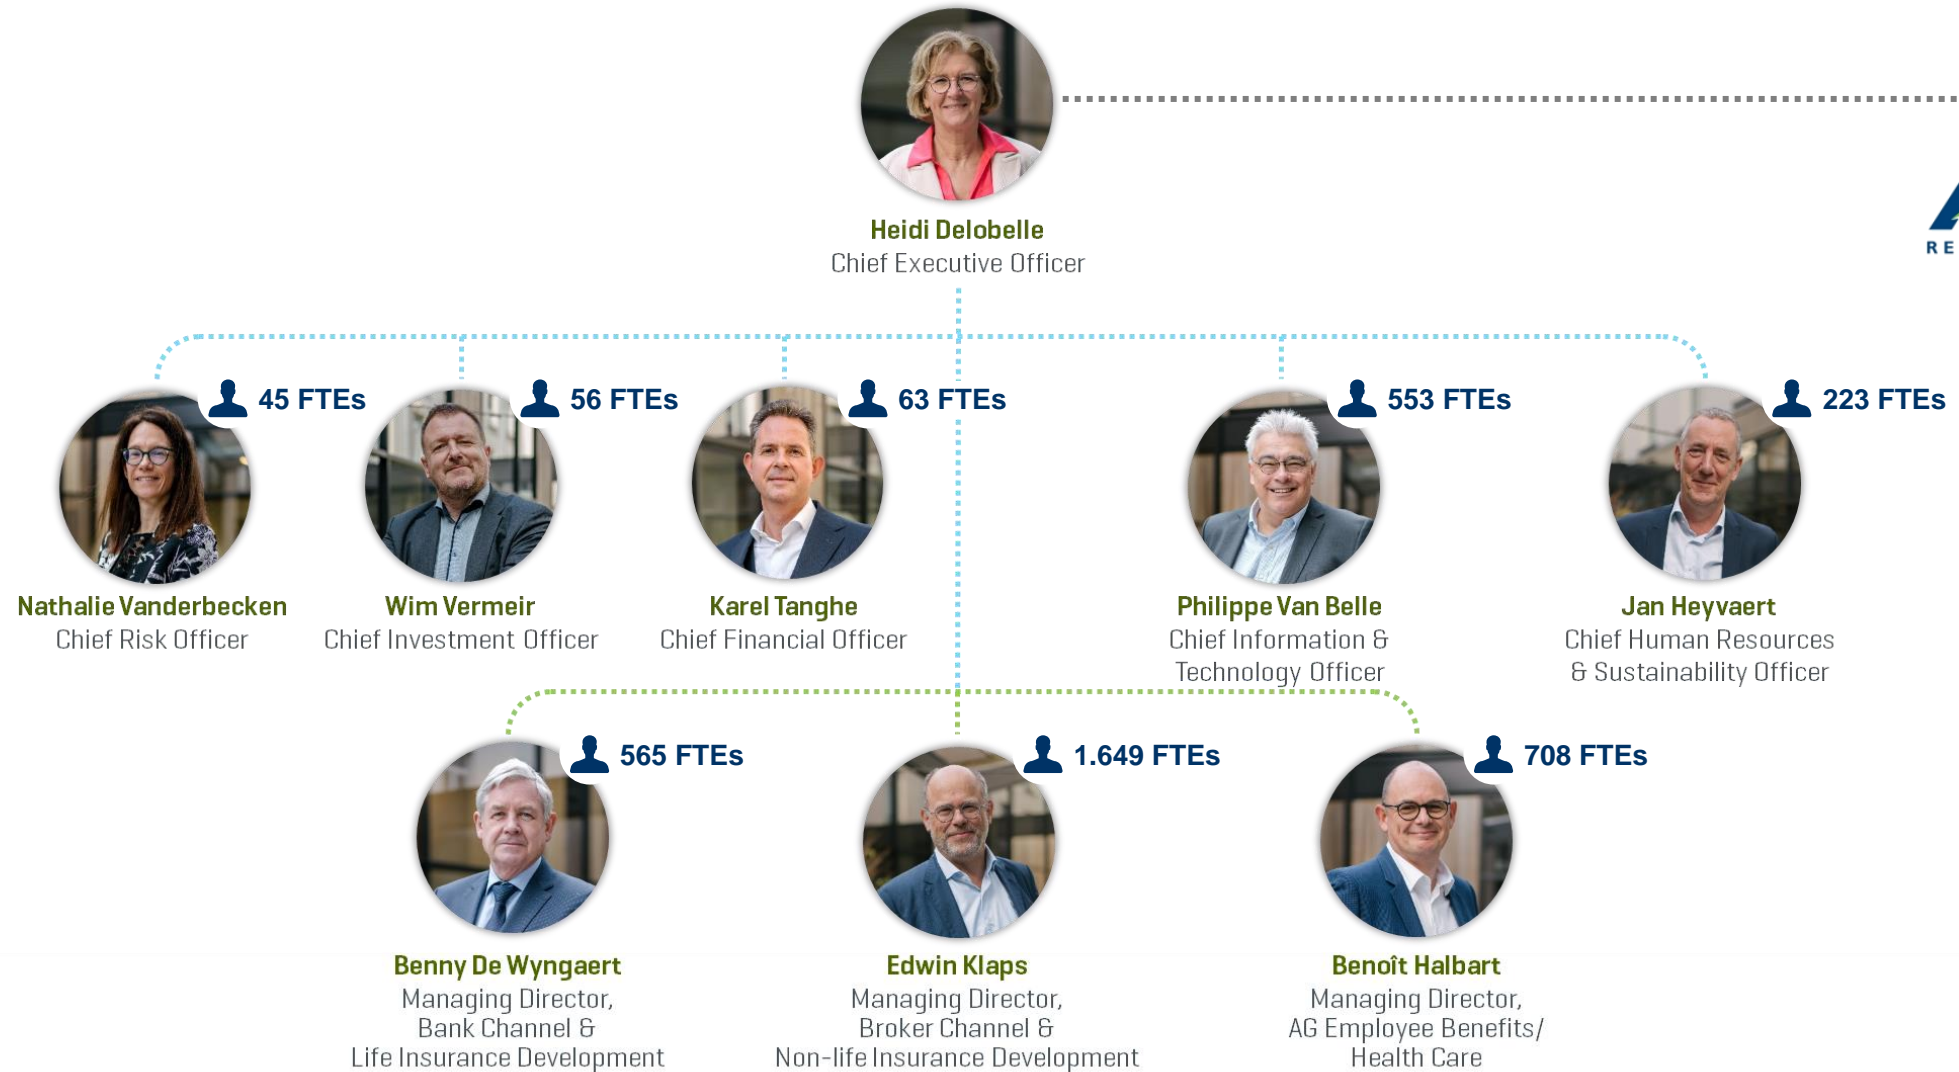 Heidi Delobelle
Chief Executive Officer
RE
45 FTEs
56 FTEs
63 FTEs
553 FTEs
223 FTEs
Nathalie Vanderbecken
Chief Risk Officer
Wim Vermeir
Chief Investment Officer
Karel Tanghe
Chief Financial Officer
Philippe Van Belle
Chief Information &
Technology Officer
Jan Heyvaert
Chief Human Resources
& Sustainability Officer
565 FTEs
1.649 FTEs
708 FTEs
Benny De Wyngaert
Managing Director,
Bank Channel &
Life Insurance Development
Edwin Klaps
Managing Director,
Broker Channel &
Non-life Insurance Development
Benoît Halbart
Managing Director,
AG Employee Benefits/
Health Care